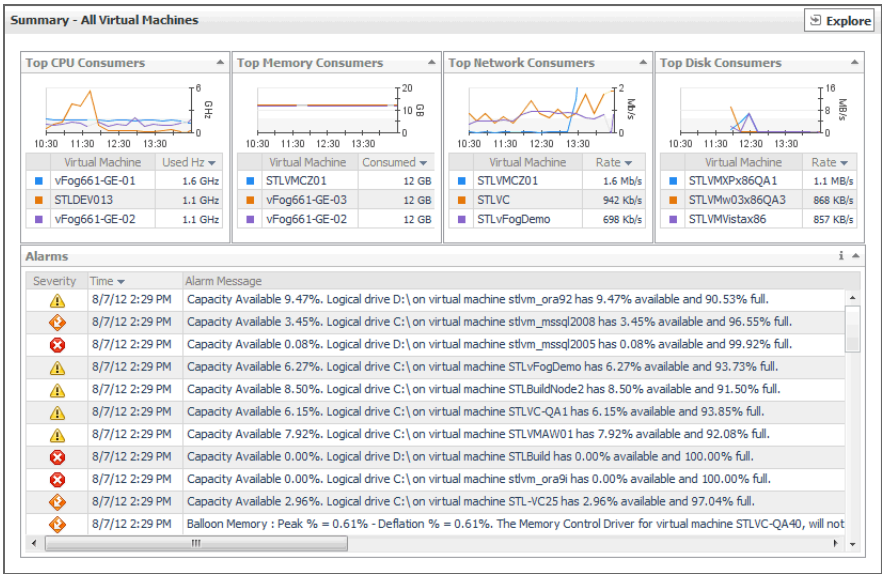 Summary - All Virtual Machines
Explore
Top CPU Consumers
Top Memory Consumers
Top Network Consumers
Top Disk Consumers
6
GHz
0
10:30 11:30 12:30 13:30
20
10
GB
0
10:30 11:30 12:30 13:30
2
Mb/s
0
10:30 11:30 12:30 13:30
16
8
MB/s
0
10:30 11:30 12:30 13:30
Virtual Machine Used Hz
vFog661-GE-01 1.6 GHz
STLDEV013 1.1 GHz
vFog661-GE-02 1.1 GHz
Virtual Machine Consumed
STLVMCZ01 12 GB
vFog661-GE-03 12 GB
vFog661-GE-02 12 GB
Virtual Machine Rate
STLVMCZ01 1.6 Mb/s
STLVC 942 Kb/s
STLvFogDemo 698 Kb/s
Virtual Machine Rate
STLVMXPx86QA1 1.1 MB/s
STLVMw03x86QA3 868 KB/s
STLVMVistax86 857 KB/s
Alarms
Severity Time Alarm Message
8/7/12 2:29 PM Capacity Available 9.47%. Logical drive D:\ on virtual machine stlvm_ora92 has 9.47% available and 90.53% full.
8/7/12 2:29 PM Capacity Available 3.45%. Logical drive C:\ on virtual machine stlvm_mssql2008 has 3.45% available and 96.55% full.
8/7/12 2:29 PM Capacity Available 0.08%. Logical drive D:\ on virtual machine stlvm_mssql2005 has 0.08% available and 99.92% full.
8/7/12 2:29 PM Capacity Available 6.27%. Logical drive C:\ on virtual machine STLvFogDemo has 6.27% available and 93.73% full.
8/7/12 2:29 PM Capacity Available 8.50%. Logical drive C:\ on virtual machine STLBuildNode2 has 8.50% available and 91.50% full.
8/7/12 2:29 PM Capacity Available 6.15%. Logical drive C:\ on virtual machine STLVC-QA1 has 6.15% available and 93.85% full.
8/7/12 2:29 PM Capacity Available 7.92%. Logical drive C:\ on virtual machine STLVMAW01 has 7.92% available and 92.08% full.
8/7/12 2:29 PM Capacity Available 0.00%. Logical drive D:\ on virtual machine STLBuild has 0.00% available and 100.00% full.
8/7/12 2:29 PM Capacity Available 0.00%. Logical drive C:\ on virtual machine stlvm_ora9i has 0.00% available and 100.00% full.
8/7/12 2:29 PM Capacity Available 2.96%. Logical drive C:\ on virtual machine STL-VC25 has 2.96% available and 97.04% full.
8/7/12 2:29 PM Balloon Memory : Peak % = 0.61% - Deflation % = 0.61%. The Memory Control Driver for virtual machine STLVC-QA40, will not